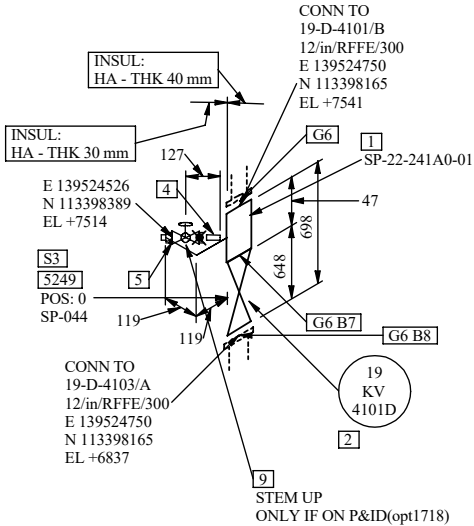 CONN TO
19-D-4101/B
12/in/RFFE/300
E 139524750
N 113398165
EL +7541
INSUL:
HA - THK 40 mm
INSUL:
HA - THK 30 mm
G6
1
SP-22-241A0-01
127
4
E 139524526
N 113398389
EL +7514
47
698
648
S3
5249
POS: 0
SP-044
5
119
119
G6 B7
G6 B8
CONN TO
19-D-4103/A
12/in/RFFE/300
E 139524750
N 113398165
EL +6837
19
KV
4101D
2
9
STEM UP
ONLY IF ON P&ID(opt1718)